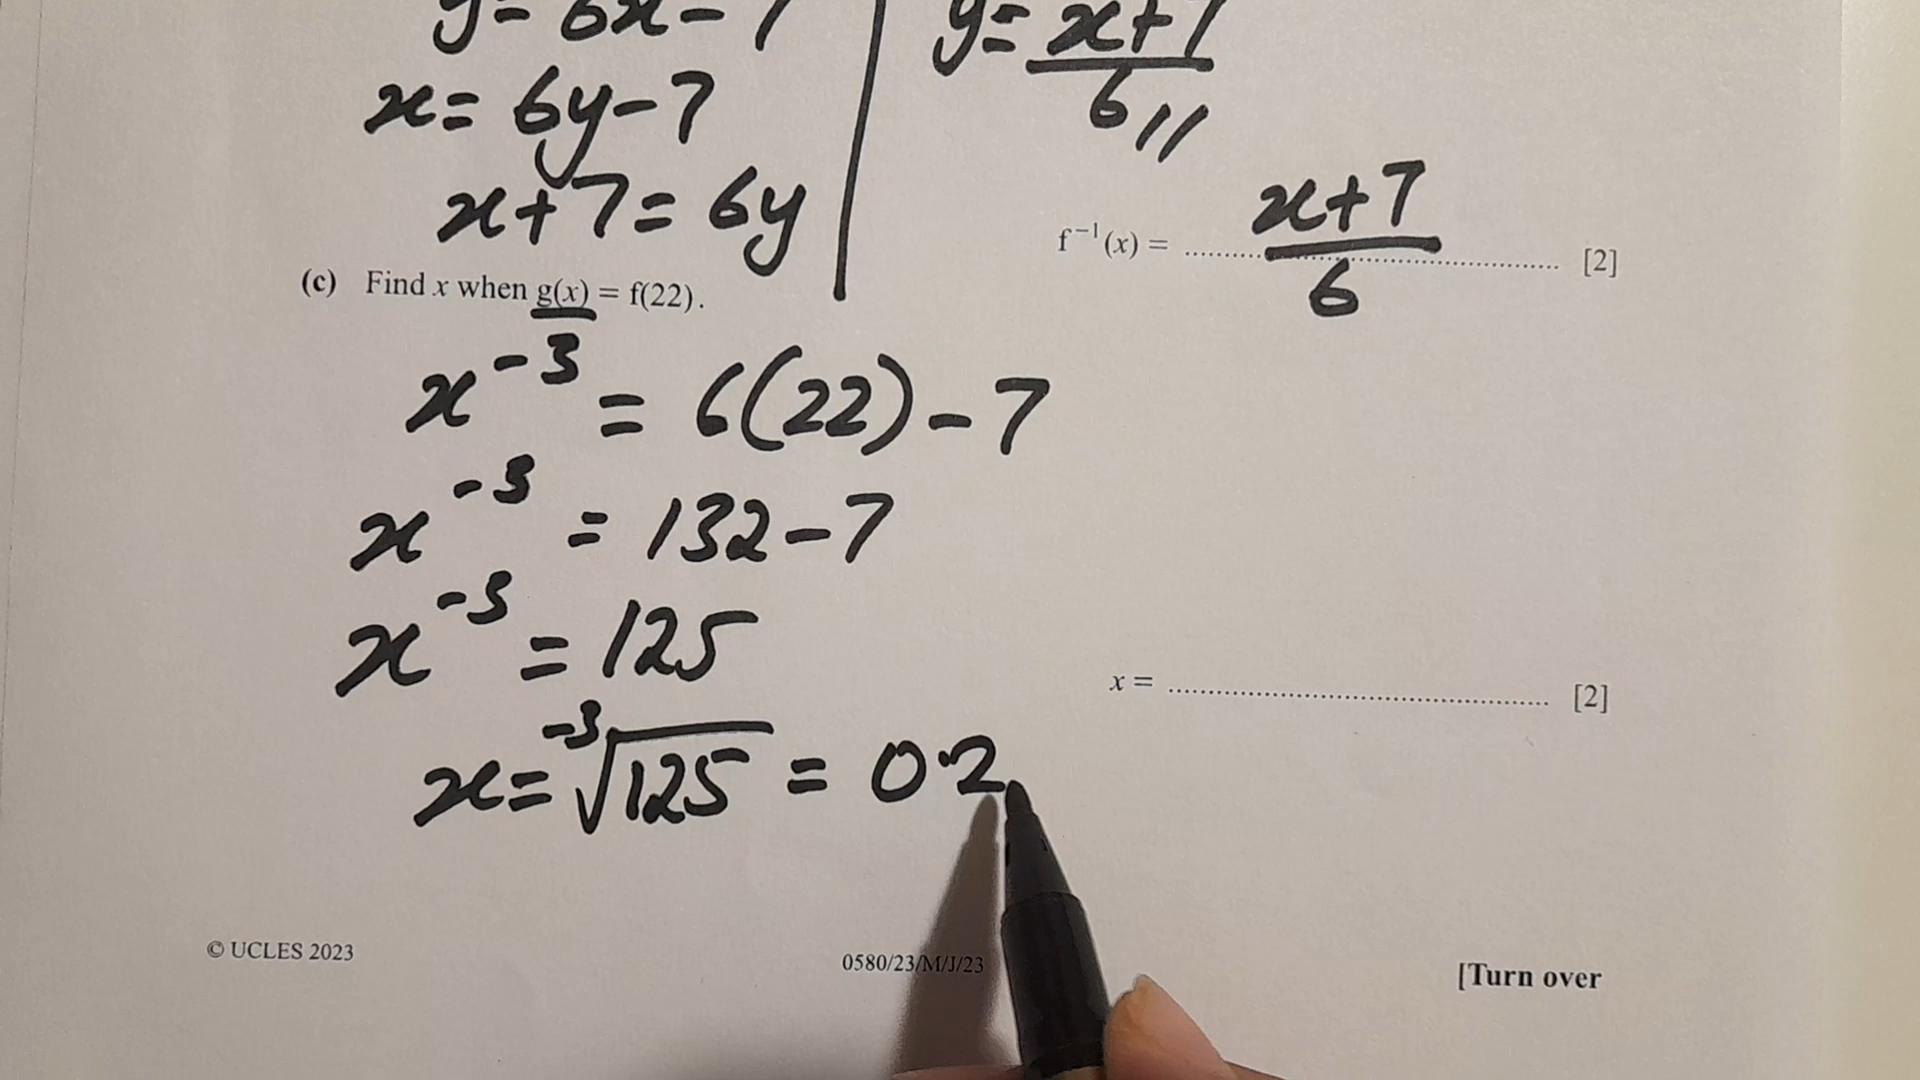 y = 6x - 7
x = 6y - 7
x + 7 = 6y
y = x + 7 / 6 //
f⁻¹(x) = x + 7 / 6 [2]
(c) Find x when g(x) = f(22).
x⁻³ = 6(22) - 7
x⁻³ = 132 - 7
x⁻³ = 125
x = ⁻³√125 = 0.2
x = .................... [2]
© UCLES 2023
0580/23/M/J/23
[Turn over